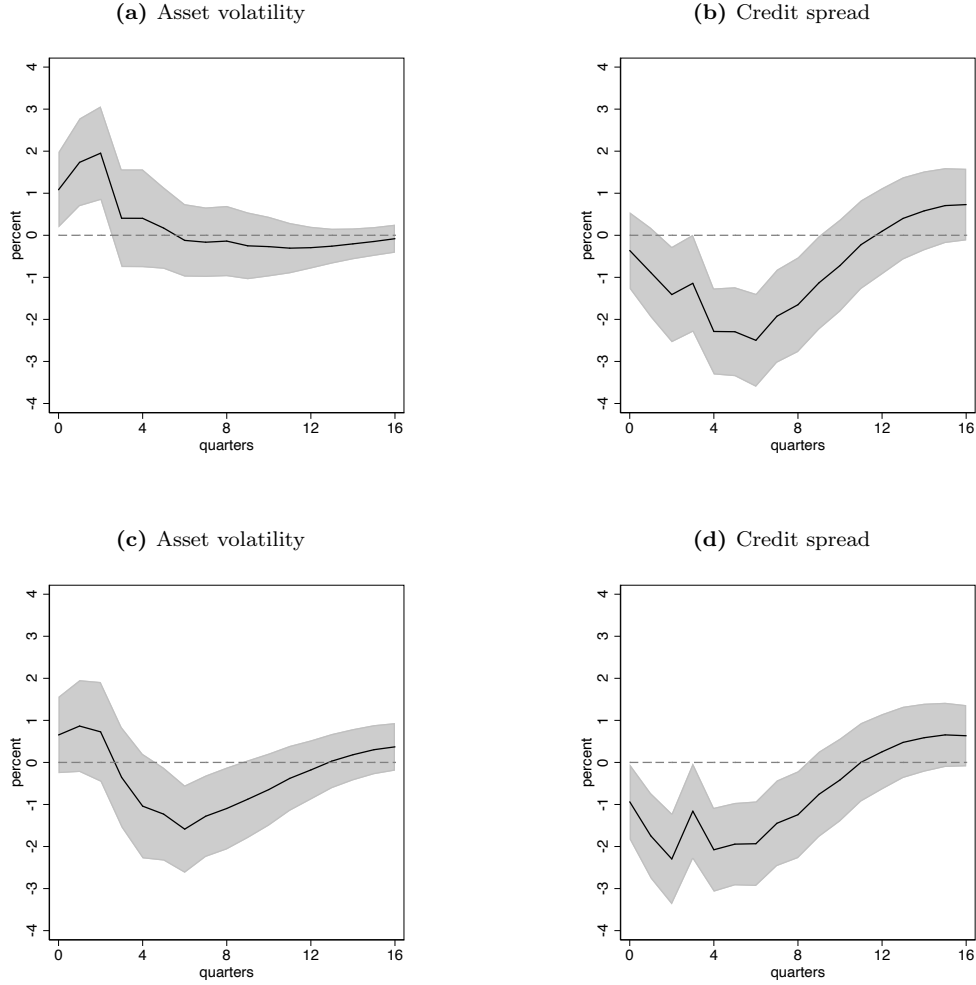 (a) Asset volatility
4
3
2
1
0
-1
-2
-3
-4
percent
0 4 8 12 16
quarters
(b) Credit spread
4
3
2
1
0
-1
-2
-3
-4
percent
0 4 8 12 16
quarters
(c) Asset volatility
4
3
2
1
0
-1
-2
-3
-4
percent
0 4 8 12 16
quarters
(d) Credit spread
4
3
2
1
0
-1
-2
-3
-4
percent
0 4 8 12 16
quarters